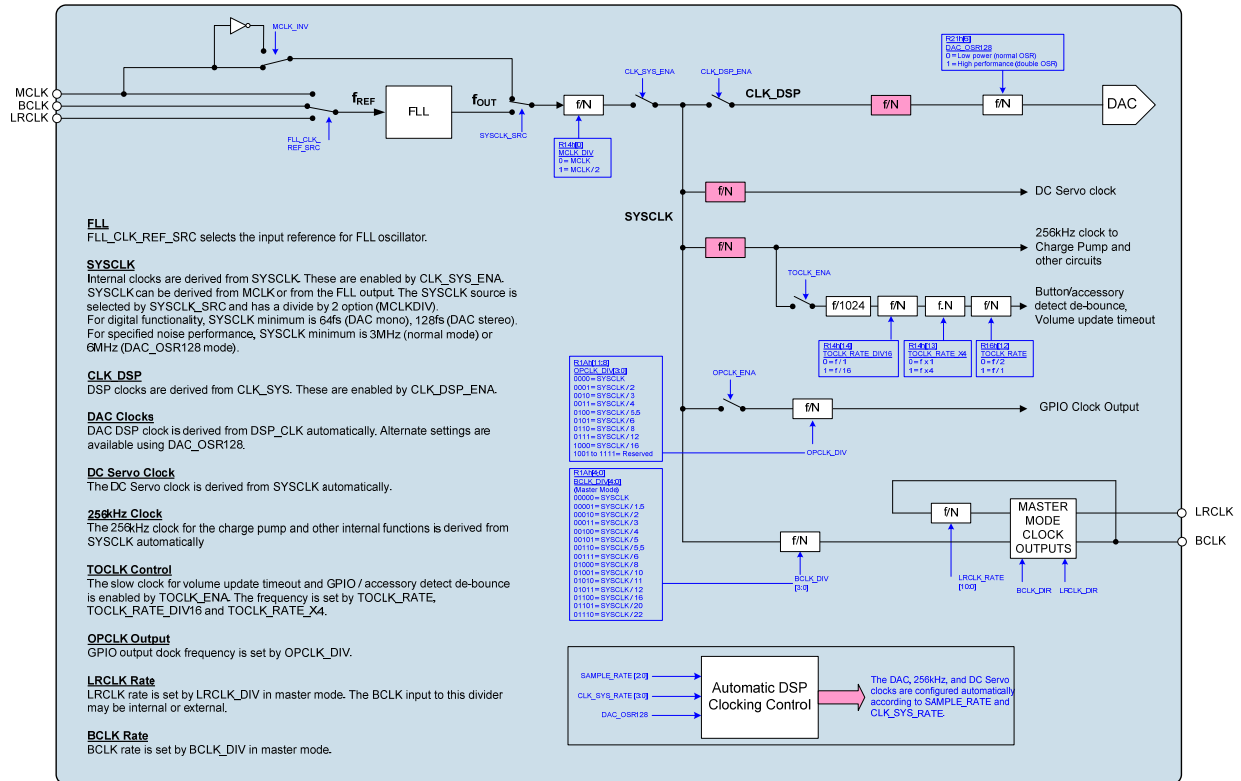 MCLK_INV
R21h[6]
DAC_OSR128
0 = Low power (normal OSR)
1 = High performance (double OSR)
MCLK
BCLK
LRCLK
fREF
FLL
fOUT
f/N
CLK_SYS_ENA
CLK_DSP_ENA
CLK_DSP
f/N
f/N
DAC
FLL_CLK_
REF_SRC
SYSCLK_SRC
R14h[0]
MCLK_DIV
0 = MCLK
1 = MCLK / 2
f/N
DC Servo clock
SYSCLK
f/N
256kHz clock to
Charge Pump and
other circuits
TOCLK_ENA
f/1024
f/N
f.N
f/N
Button/accessory
detect de-bounce,
Volume update timeout
R14h[14]
TOCLK_RATE_DIV16
0 = f / 1
1 = f / 16
R14h[13]
TOCLK_RATE_X4
0 = f x 1
1 = f x 4
R16h[12]
TOCLK_RATE
0 = f / 2
1 = f / 1
R1Ah[11:8]
OPCLK_DIV[3:0]
0000 = SYSCLK
0001 = SYSCLK / 2
0010 = SYSCLK / 3
0011 = SYSCLK / 4
0100 = SYSCLK / 5.5
0101 = SYSCLK / 6
0110 = SYSCLK / 8
0111 = SYSCLK / 12
1000 = SYSCLK / 16
1001 to 1111 = Reserved
OPCLK_ENA
f/N
GPIO Clock Output
OPCLK_DIV
R1Ah[4:0]
BCLK_DIV[4:0]
(Master Mode)
00000 = SYSCLK
00001 = SYSCLK / 1.5
00010 = SYSCLK / 2
00011 = SYSCLK / 3
00100 = SYSCLK / 4
00101 = SYSCLK / 5
00110 = SYSCLK / 5.5
00111 = SYSCLK / 6
01000 = SYSCLK / 8
01001 = SYSCLK / 10
01010 = SYSCLK / 11
01011 = SYSCLK / 12
01100 = SYSCLK / 16
01101 = SYSCLK / 20
01110 = SYSCLK / 22
f/N
BCLK_DIV
[3:0]
f/N
LRCLK_RATE
[10:0]
MASTER
MODE
CLOCK
OUTPUTS
BCLK_DIR
LRCLK_DIR
LRCLK
BCLK
FLL
FLL_CLK_REF_SRC selects the input reference for FLL oscillator.
SYSCLK
Internal clocks are derived from SYSCLK. These are enabled by CLK_SYS_ENA.
SYSCLK can be derived from MCLK or from the FLL output. The SYSCLK source is
selected by SYSCLK_SRC and has a divide by 2 option (MCLKDIV).
For digital functionality, SYSCLK minimum is 64fs (DAC mono), 128fs (DAC stereo).
For specified noise performance, SYSCLK minimum is 3MHz (normal mode) or
6MHz (DAC_OSR128 mode).
CLK DSP
DSP clocks are derived from CLK_SYS. These are enabled by CLK_DSP_ENA.
DAC Clocks
DAC DSP clock is derived from DSP_CLK automatically. Alternate settings are
available using DAC_OSR128.
DC Servo Clock
The DC Servo clock is derived from SYSCLK automatically.
256kHz Clock
The 256kHz clock for the charge pump and other internal functions is derived from
SYSCLK automatically
TOCLK Control
The slow clock for volume update timeout and GPIO / accessory detect de-bounce
is enabled by TOCLK_ENA. The frequency is set by TOCLK_RATE,
TOCLK_RATE_DIV16 and TOCLK_RATE_X4.
OPCLK Output
GPIO output clock frequency is set by OPCLK_DIV.
LRCLK Rate
LRCLK rate is set by LRCLK_DIV in master mode. The BCLK input to this divider
may be internal or external.
BCLK Rate
BCLK rate is set by BCLK_DIV in master mode.
SAMPLE_RATE [2:0]
CLK_SYS_RATE [3:0]
DAC_OSR128
Automatic DSP
Clocking Control
The DAC, 256kHz, and DC Servo
clocks are configured automatically
according to SAMPLE_RATE and
CLK_SYS_RATE.